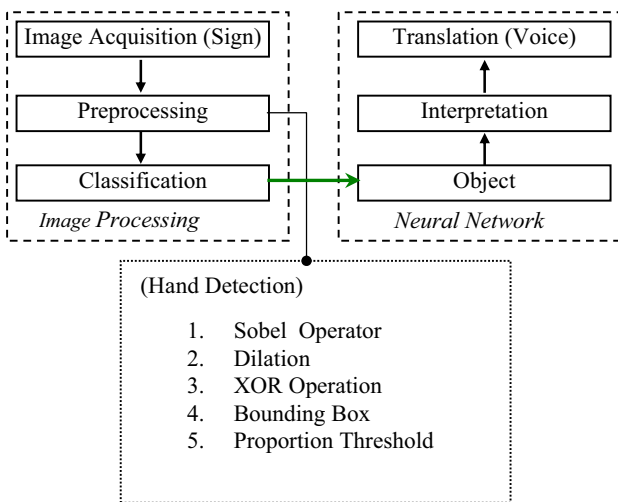 Image Acquisition (Sign)
Preprocessing
Classification
Image Processing
Translation (Voice)
Interpretation
Object
Neural Network
(Hand Detection)
1. Sobel Operator
2. Dilation
3. XOR Operation
4. Bounding Box
5. Proportion Threshold